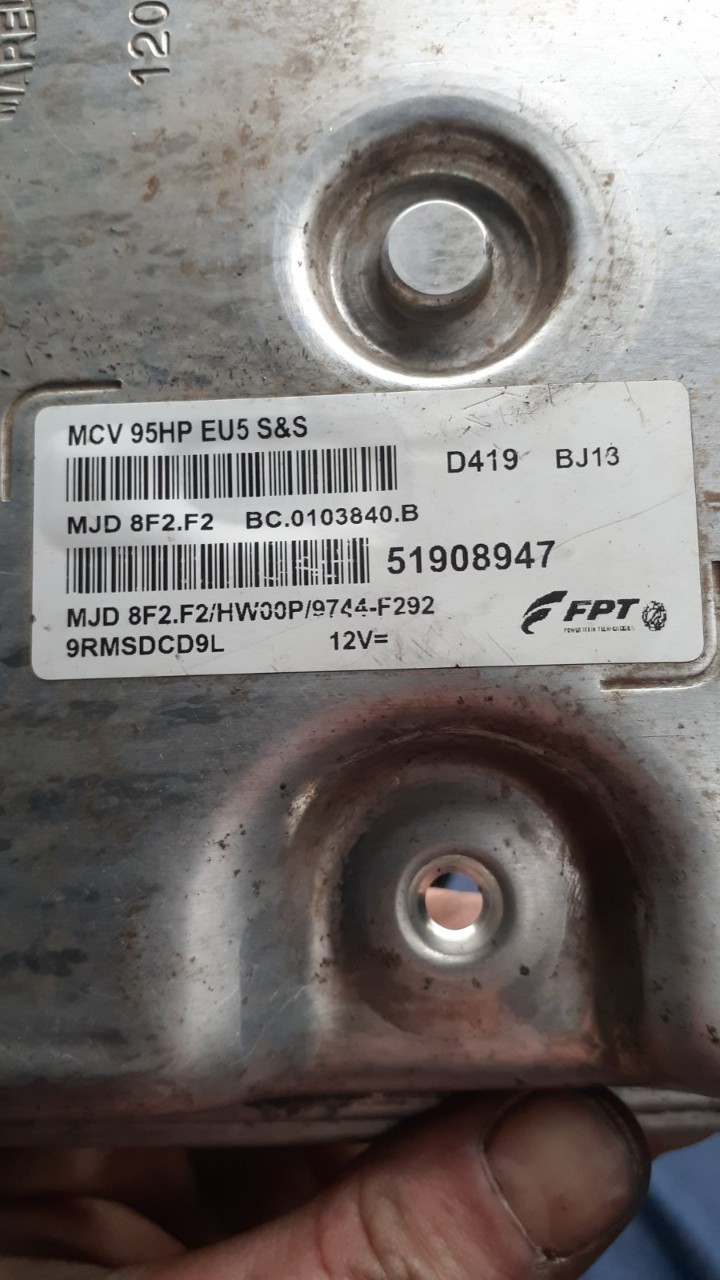 120
MCV 95HP EU5 S&S
D419 BJ13
MJD 8F2.F2 BC.0103840.B
51908947
MJD 8F2.F2/HW00P/9744-F292
9RMSDCD9L 12V=
FPT